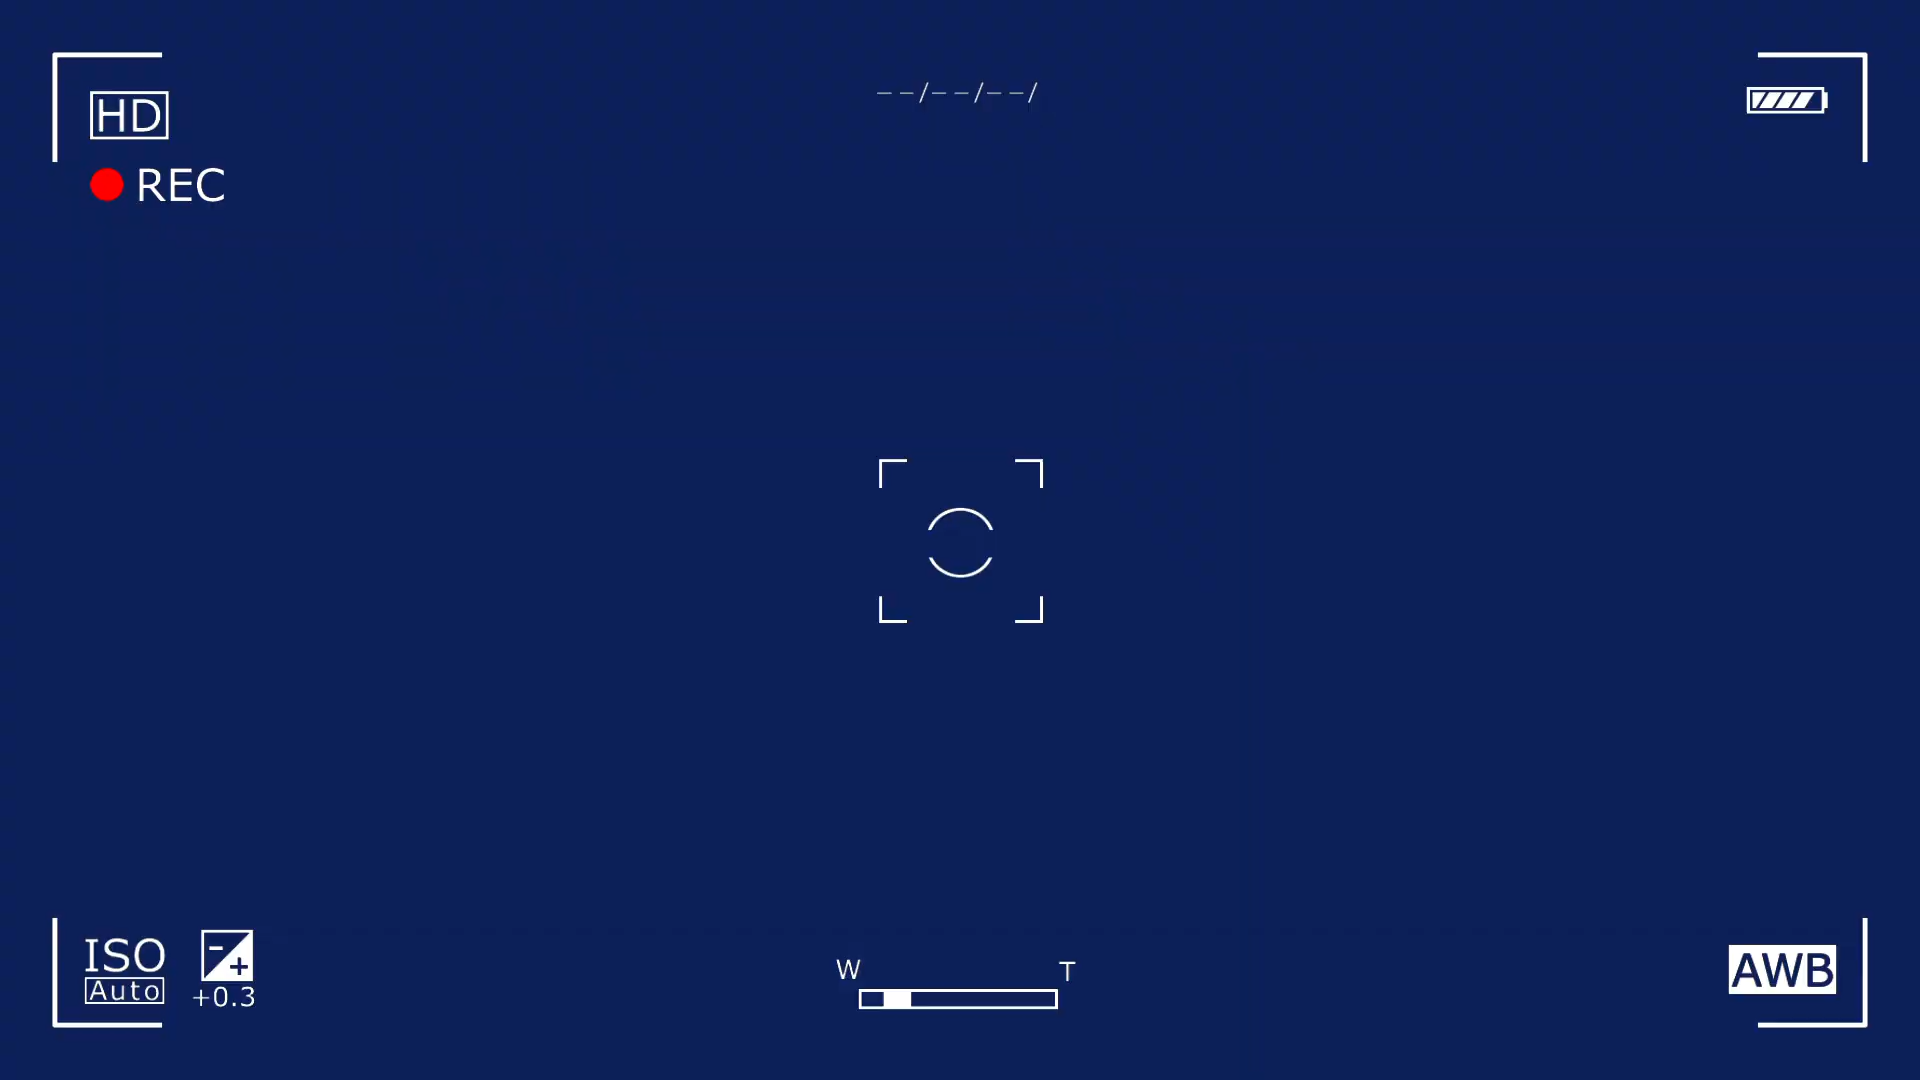 --/--/--/
HD
REC
ISO
Auto
- +
+0.3
W T
AWB